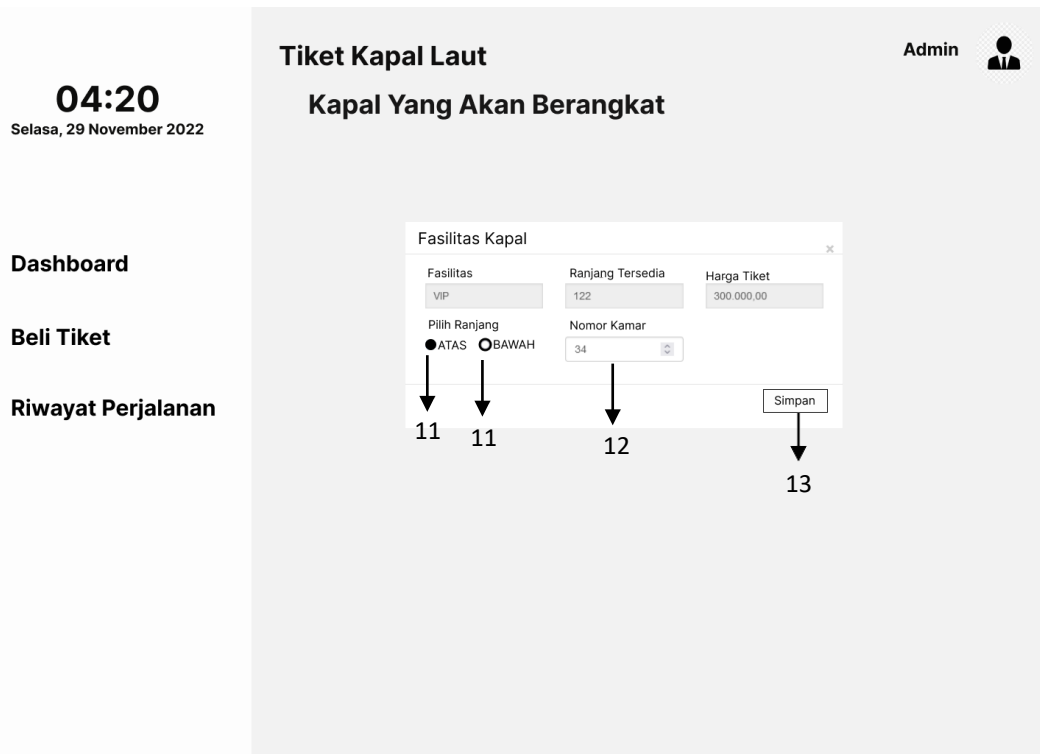 Tiket Kapal Laut
Admin
Kapal Yang Akan Berangkat
04:20
Selasa, 29 November 2022
Dashboard
Beli Tiket
Riwayat Perjalanan
Fasilitas Kapal
×
Fasilitas Ranjang Tersedia Harga Tiket
VIP 122 300.000,00
Pilih Ranjang Nomor Kamar
ATAS BAWAH 34
Simpan
11 11 12
13